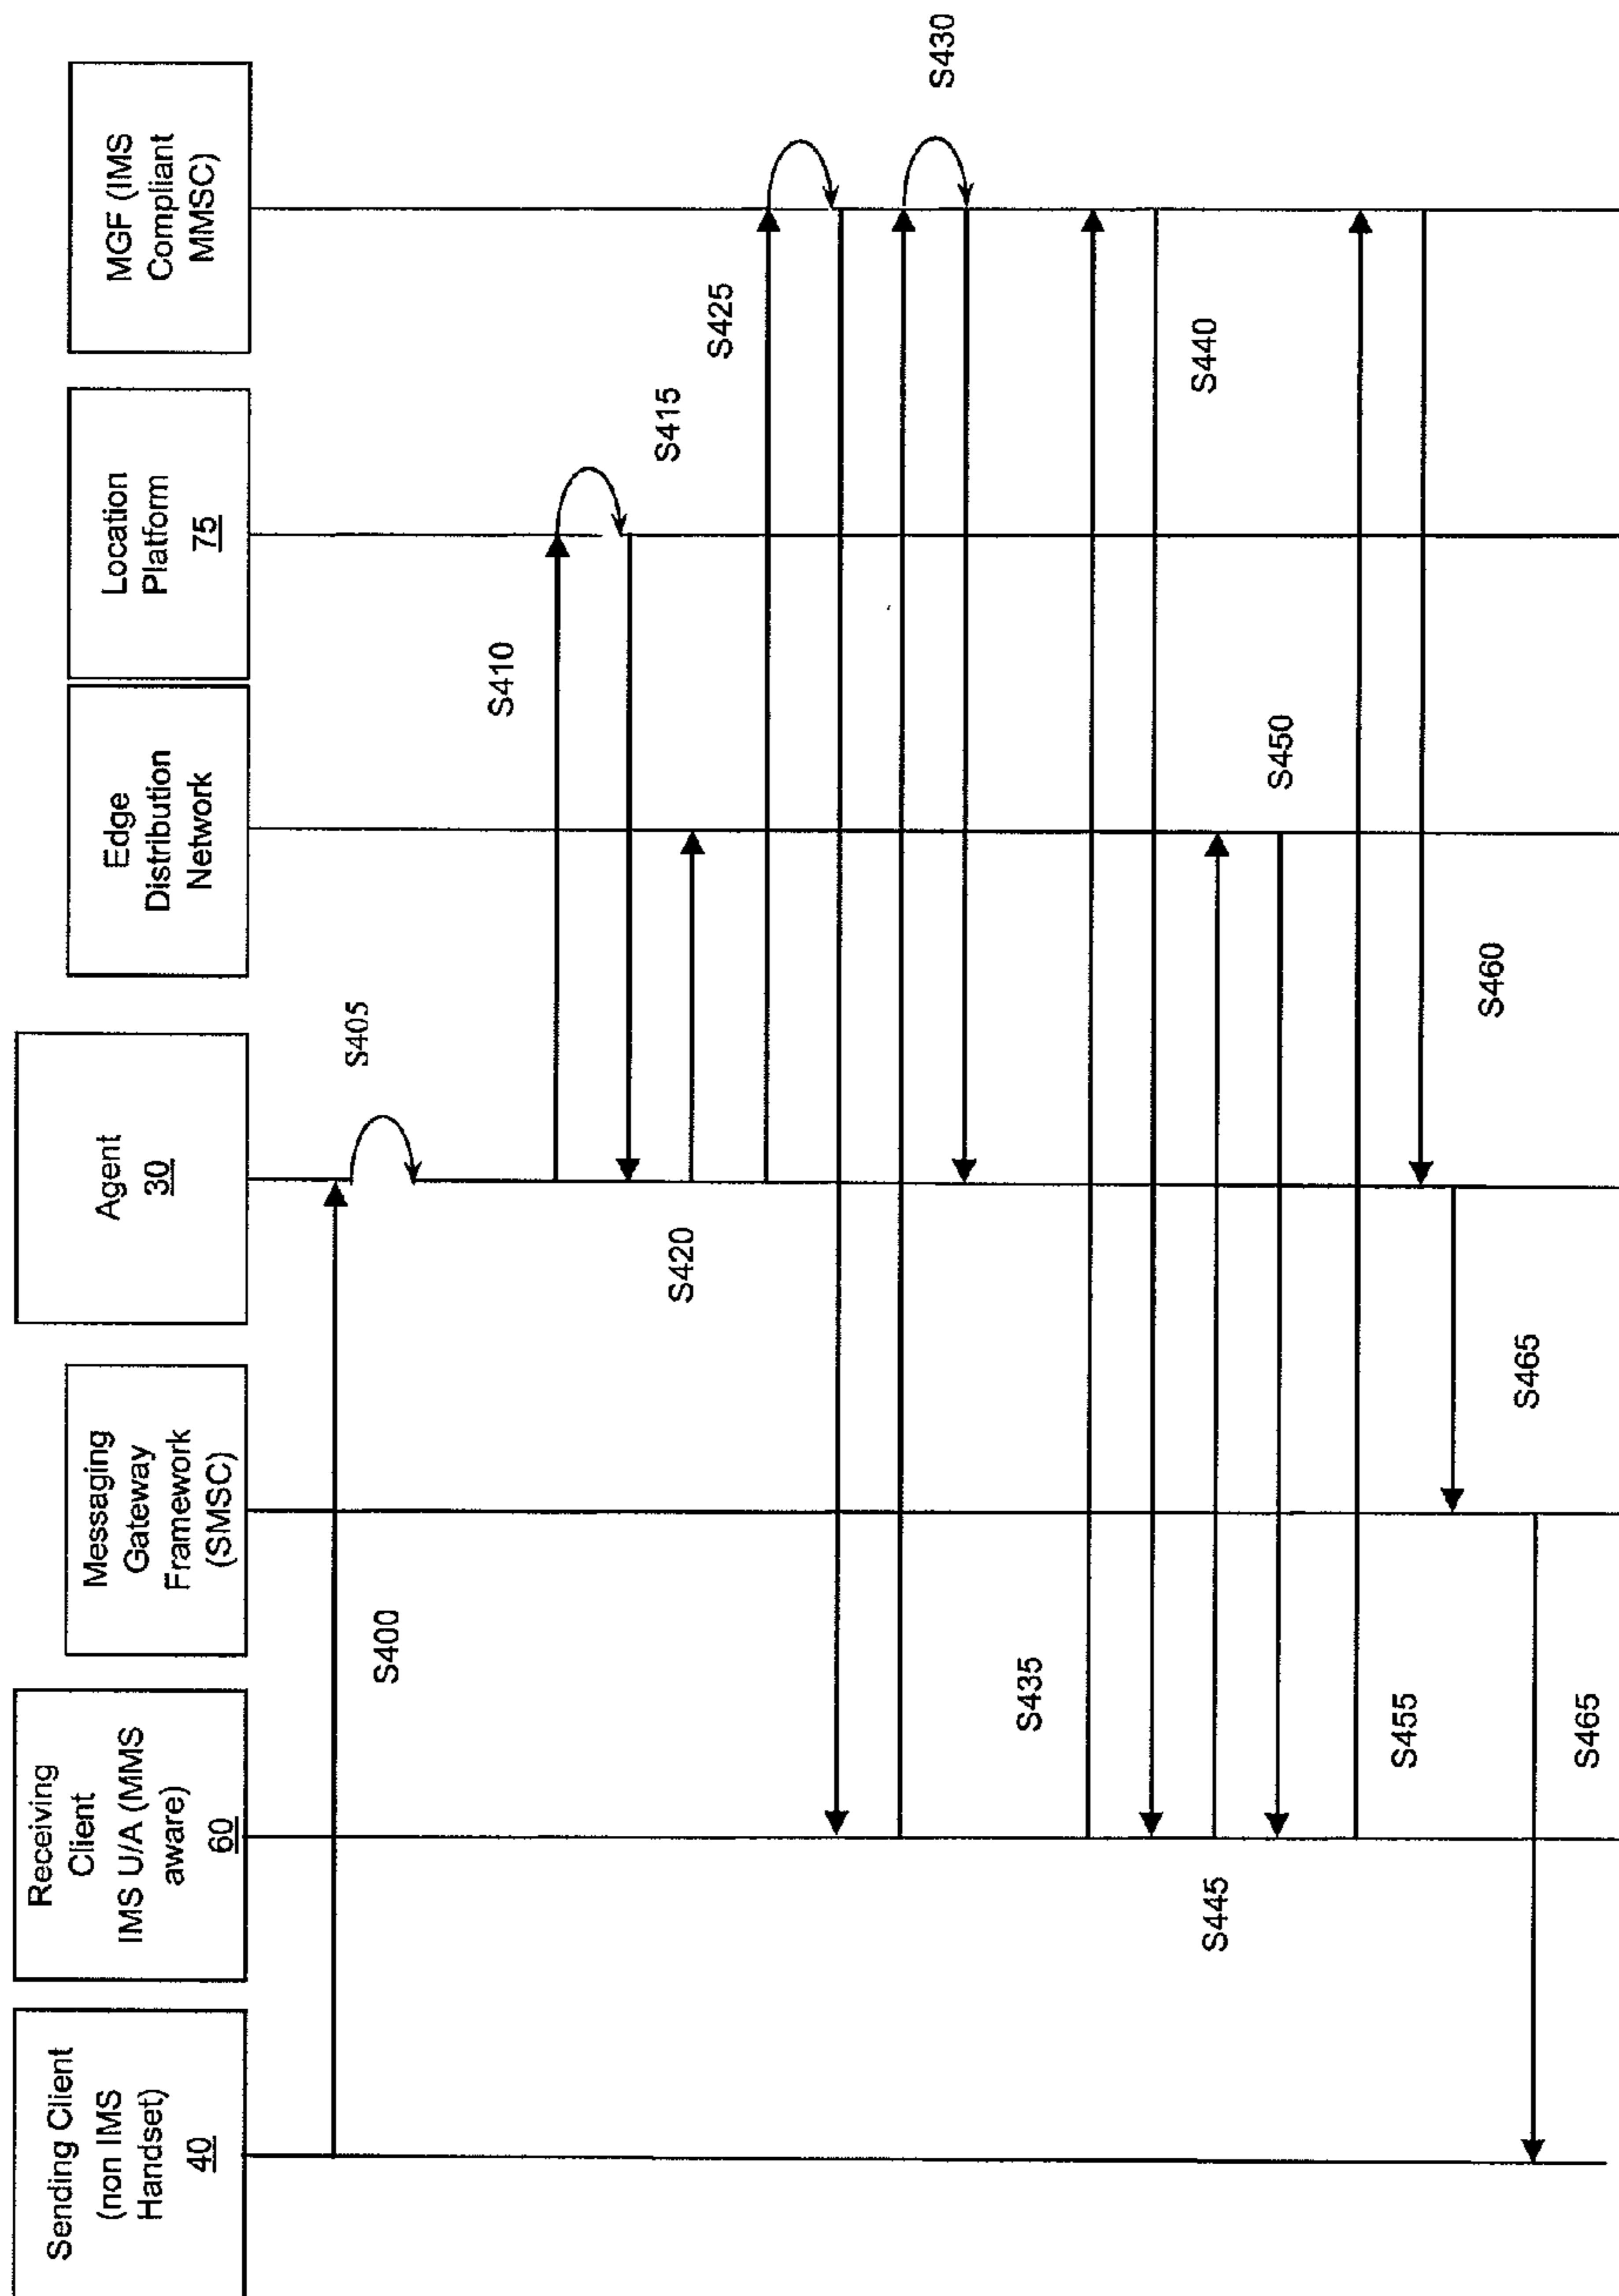 Sending Client
(non IMS
Handset)
40
Receiving
Client
IMS U/A (MMS
aware)
60
Messaging
Gateway
Framework
(SMSC)
Agent
30
Edge
Distribution
Network
Location
Platform
75
MGF (IMS
Compliant
MMSC)
S400
S405
S410
S415
S420
S425
S430
S435
S440
S445
S450
S455
S460
S465
S465